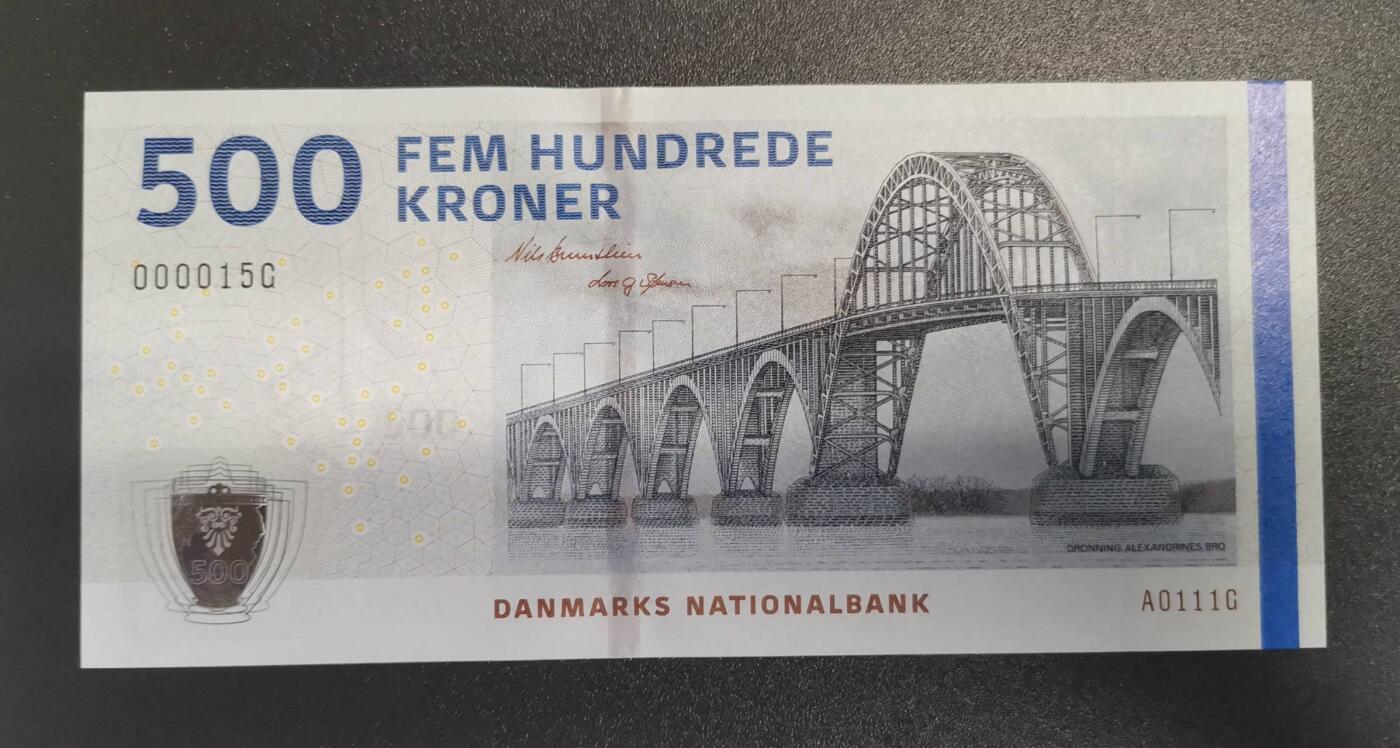 500
FEM HUNDREDE
KRONER
000015G
500
DRONNING ALEXANDRINES BRO
DANMARKS NATIONALBANK
A0111G